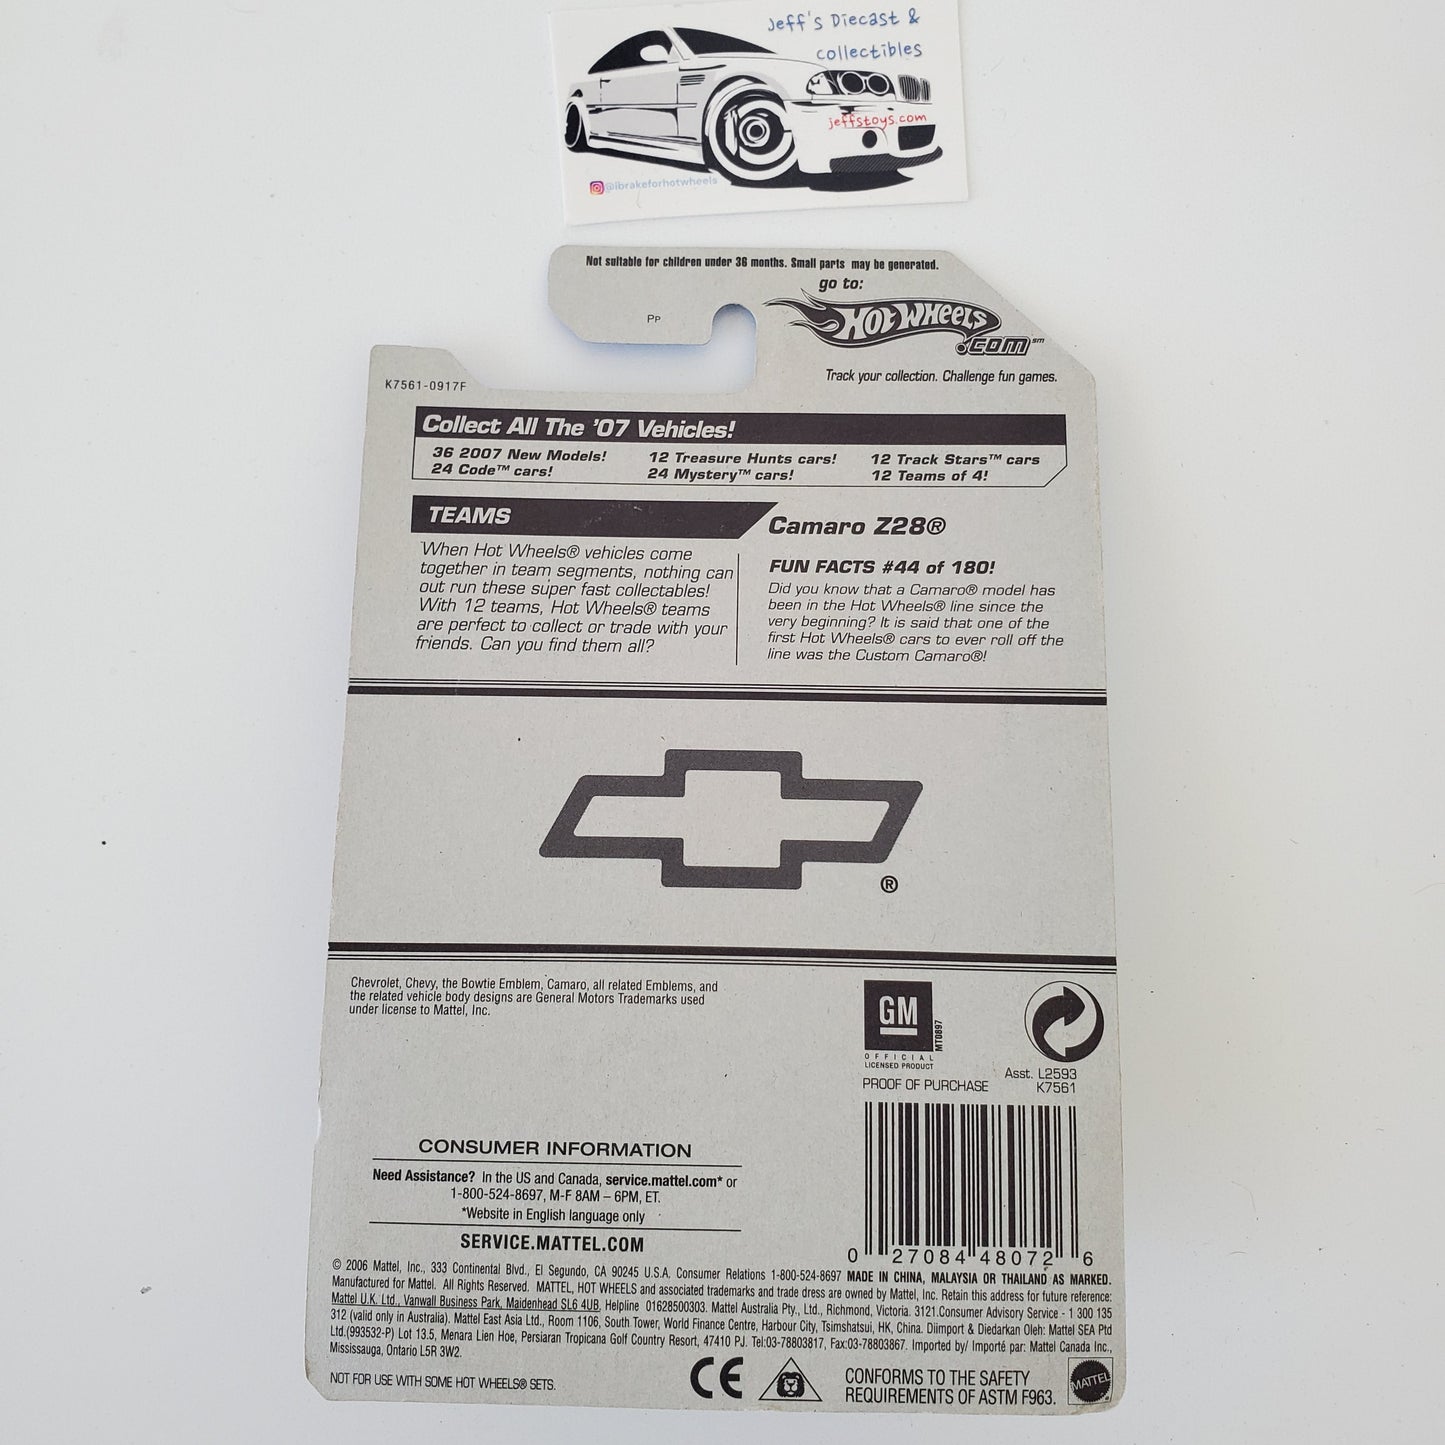 Jeff's Diecast &
collectibles
jeffstoys.com
@ibrakeforhotwheels
Not suitable for children under 36 months. Small parts may be generated.
go to:
PP
HOT WHEELS
.COM℠
Track your collection. Challenge fun games.
K7561-0917F
Collect All The '07 Vehicles!
36 2007 New Models! 12 Treasure Hunts cars! 12 Track Stars™ cars
24 Code™ cars! 24 Mystery™ cars! 12 Teams of 4!
TEAMS
When Hot Wheels® vehicles come
together in team segments, nothing can
out run these super fast collectables!
With 12 teams, Hot Wheels® teams
are perfect to collect or trade with your
friends. Can you find them all?
Camaro Z28®
FUN FACTS #44 of 180!
Did you know that a Camaro® model has
been in the Hot Wheels® line since the
very beginning? It is said that one of the
first Hot Wheels® cars to ever roll off the
line was the Custom Camaro®!
®
Chevrolet, Chevy, the Bowtie Emblem, Camaro, all related Emblems, and
the related vehicle body designs are General Motors Trademarks used
under license to Mattel, Inc.
GM
MT0897
OFFICIAL
LICENSED PRODUCT
PROOF OF PURCHASE
Asst. L2593
K7561
0 27084 48072 6
CONSUMER INFORMATION
Need Assistance? In the US and Canada, service.mattel.com* or
1-800-524-8697, M-F 8AM – 6PM, ET.
*Website in English language only
SERVICE.MATTEL.COM
© 2006 Mattel, Inc., 333 Continental Blvd., El Segundo, CA 90245 U.S.A. Consumer Relations 1-800-524-8697 MADE IN CHINA, MALAYSIA OR THAILAND AS MARKED.
Manufactured for Mattel. All Rights Reserved. MATTEL, HOT WHEELS and associated trademarks and trade dress are owned by Mattel, Inc. Retain this address for future reference:
Mattel U.K. Ltd., Vanwall Business Park, Maidenhead SL6 4UB. Helpline 01628500303. Mattel Australia Pty., Ltd., Richmond, Victoria. 3121.Consumer Advisory Service - 1 300 135
312 (valid only in Australia). Mattel East Asia Ltd., Room 1106, South Tower, World Finance Centre, Harbour City, Tsimshatsui, HK, China. Diimport & Diedarkan Oleh: Mattel SEA Ptd
Ltd.(993532-P) Lot 13.5, Menara Lien Hoe, Persiaran Tropicana Golf Country Resort, 47410 PJ. Tel:03-78803817, Fax:03-78803867. Imported by/ Importé par: Mattel Canada Inc.,
Mississauga, Ontario L5R 3W2.
NOT FOR USE WITH SOME HOT WHEELS® SETS.
CE
CONFORMS TO THE SAFETY
REQUIREMENTS OF ASTM F963.
MATTEL